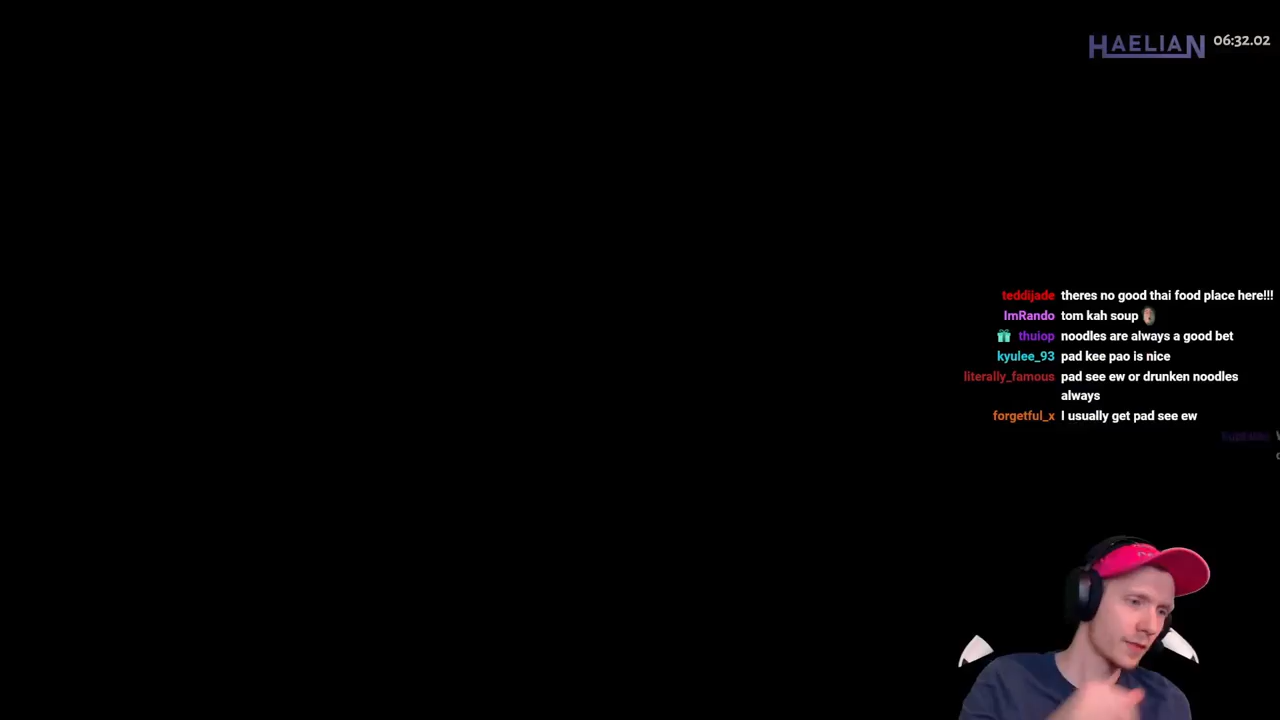 HAELIAN 06:32.02
teddijade theres no good thai food place here!!!
ImRando tom kah soup
thuiop noodles are always a good bet
kyulee_93 pad kee pao is nice
literally_famous pad see ew or drunken noodles
always
forgetful_x I usually get pad see ew